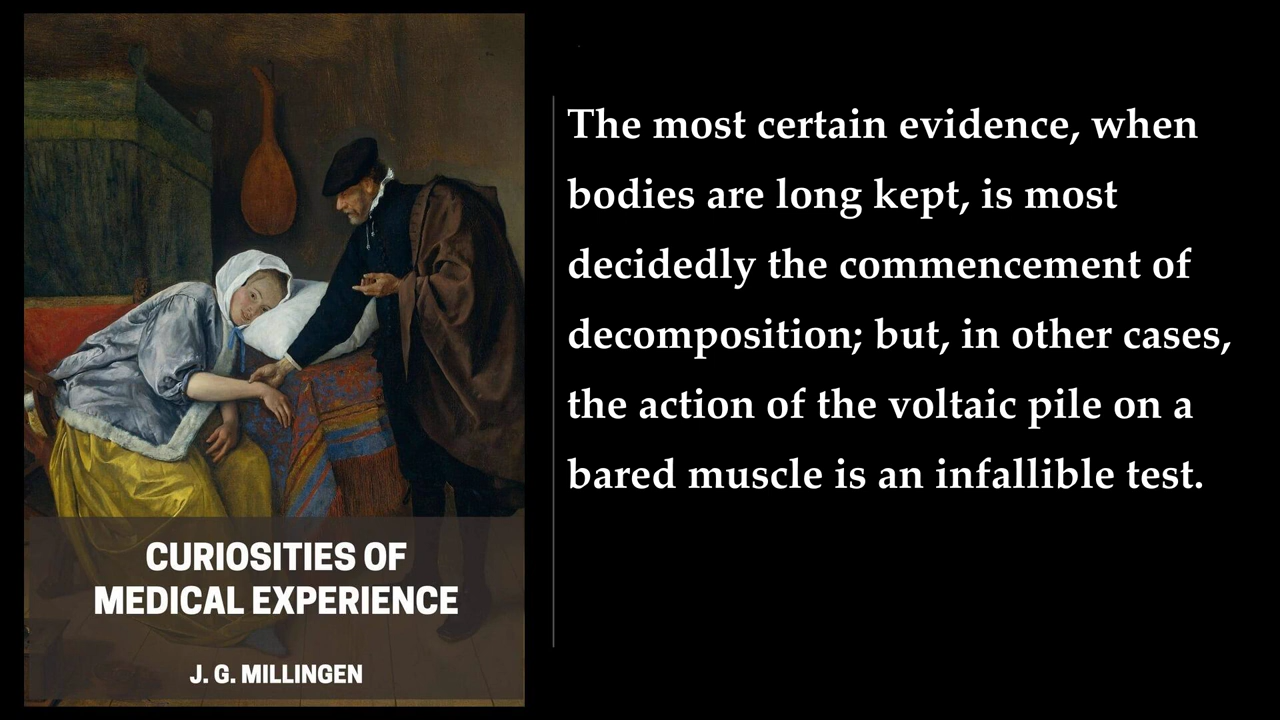 The most certain evidence, when
bodies are long kept, is most
decidedly the commencement of
decomposition; but, in other cases,
the action of the voltaic pile on a
bared muscle is an infallible test.
CURIOSITIES OF
MEDICAL EXPERIENCE
J. G. MILLINGEN